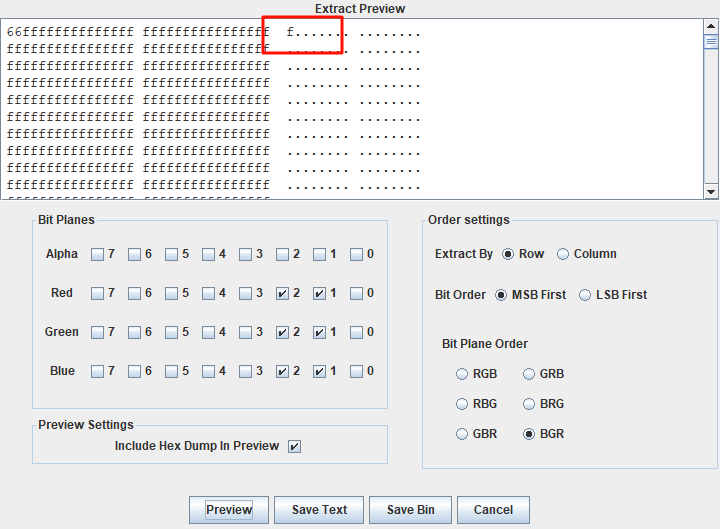 Extract Preview
66ffffffffffffff ffffffffffffffff f....... ........
ffffffffffffffff ffffffffffffffff ........ ........
ffffffffffffffff ffffffffffffffff ........ ........
ffffffffffffffff ffffffffffffffff ........ ........
ffffffffffffffff ffffffffffffffff ........ ........
ffffffffffffffff ffffffffffffffff ........ ........
ffffffffffffffff ffffffffffffffff ........ ........
ffffffffffffffff ffffffffffffffff ........ ........
ffffffffffffffff ffffffffffffffff ........ ........
ffffffffffffffff ffffffffffffffff ........ ........
Bit Planes
Alpha 7 6 5 4 3 2 1 0
Red 7 6 5 4 3 2 1 0
Green 7 6 5 4 3 2 1 0
Blue 7 6 5 4 3 2 1 0
Preview Settings
Include Hex Dump In Preview
Order settings
Extract By Row Column
Bit Order MSB First LSB First
Bit Plane Order
RGB GRB
RBG BRG
GBR BGR
Preview Save Text Save Bin Cancel